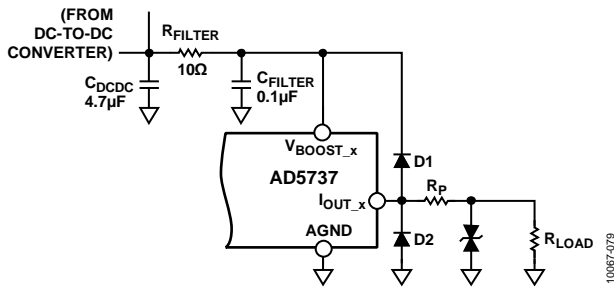 (FROM
DC-TO-DC
CONVERTER)
RFILTER
10Ω
CDCDC
4.7µF
CFILTER
0.1µF
VBOOST_x
AD5737
IOUT_x
AGND
D1
D2
RP
RLOAD
10067-079